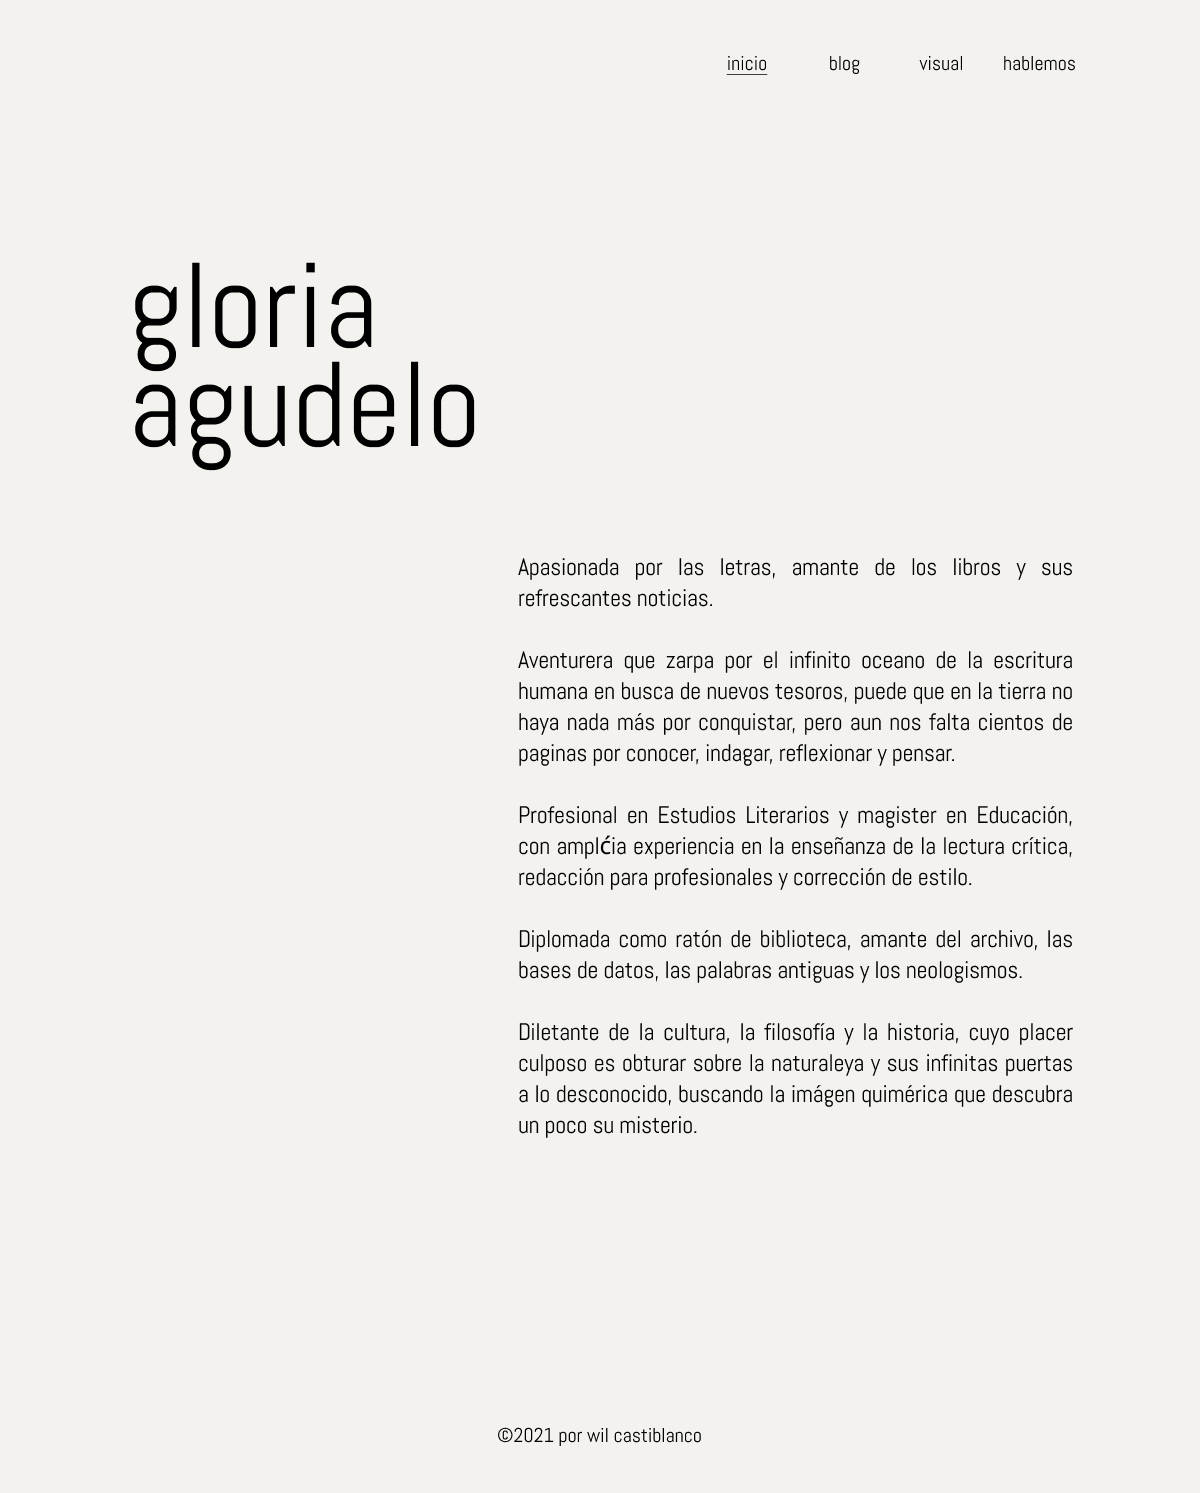 inicio blog visual hablemos
gloria
agudelo
Apasionada por las letras, amante de los libros y sus
refrescantes noticias.
Aventurera que zarpa por el infinito oceano de la escritura
humana en busca de nuevos tesoros, puede que en la tierra no
haya nada más por conquistar, pero aun nos falta cientos de
paginas por conocer, indagar, reflexionar y pensar.
Profesional en Estudios Literarios y magister en Educación,
con amplćia experiencia en la enseñanza de la lectura crítica,
redacción para profesionales y corrección de estilo.
Diplomada como ratón de biblioteca, amante del archivo, las
bases de datos, las palabras antiguas y los neologismos.
Diletante de la cultura, la filosofía y la historia, cuyo placer
culposo es obturar sobre la naturaleya y sus infinitas puertas
a lo desconocido, buscando la imágen quimérica que descubra
un poco su misterio.
©2021 por wil castiblanco